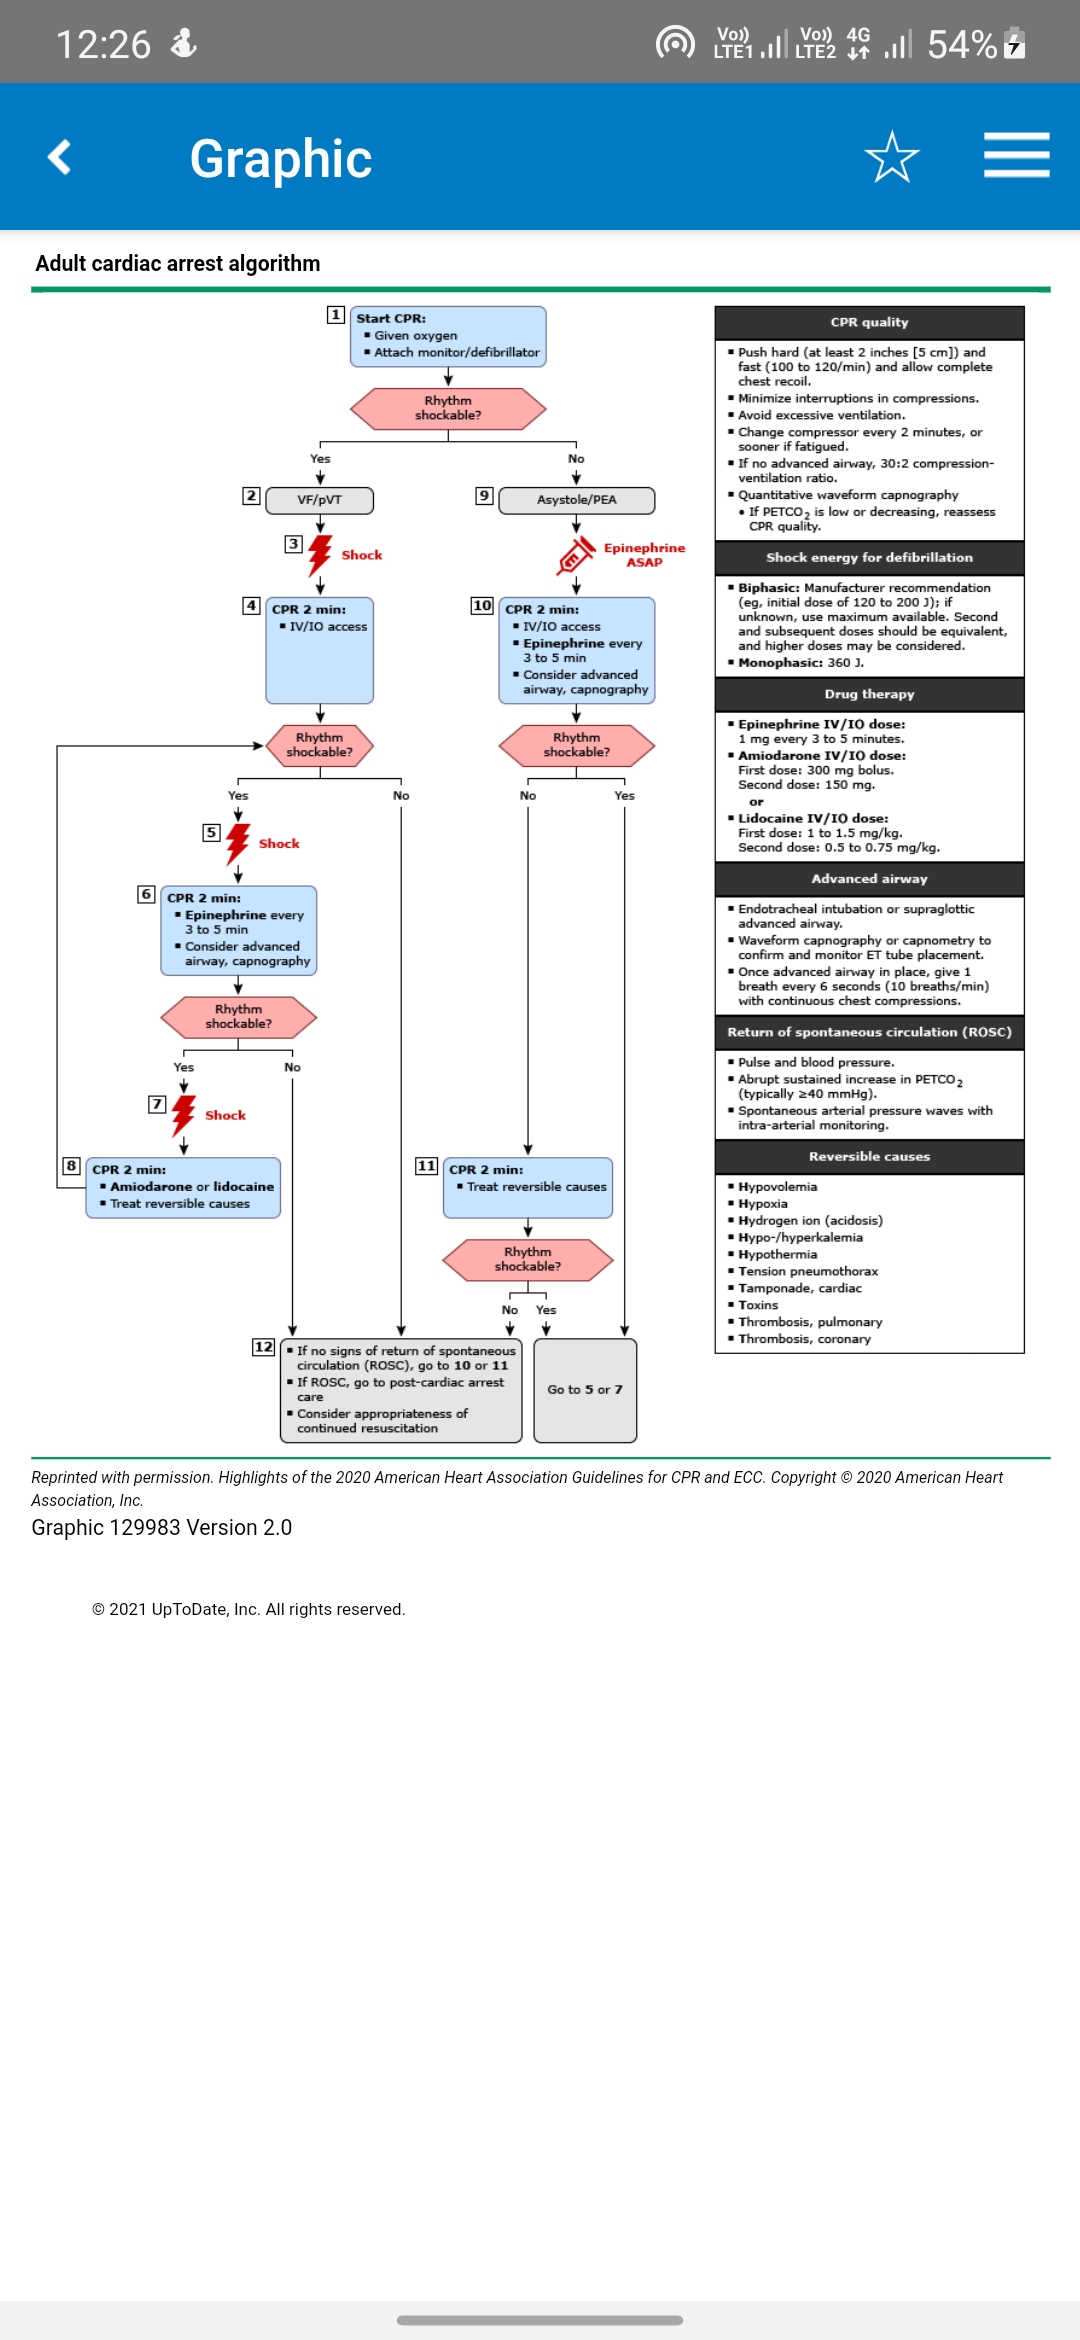 12:26
Vo)) LTE1
Vo)) LTE2
4G
54%
Graphic
Adult cardiac arrest algorithm
1
Start CPR:
▪ Given oxygen
▪ Attach monitor/defibrillator
Rhythm
shockable?
Yes
No
2
VF/pVT
9
Asystole/PEA
3
Shock
Epinephrine
ASAP
4
CPR 2 min:
▪ IV/IO access
10
CPR 2 min:
▪ IV/IO access
▪ Epinephrine every
3 to 5 min
▪ Consider advanced
airway, capnography
Rhythm
shockable?
Rhythm
shockable?
Yes
No
No
Yes
5
Shock
6
CPR 2 min:
▪ Epinephrine every
3 to 5 min
▪ Consider advanced
airway, capnography
Rhythm
shockable?
Yes
No
7
Shock
8
CPR 2 min:
▪ Amiodarone or lidocaine
▪ Treat reversible causes
11
CPR 2 min:
▪ Treat reversible causes
Rhythm
shockable?
No
Yes
12
▪ If no signs of return of spontaneous
circulation (ROSC), go to 10 or 11
▪ If ROSC, go to post-cardiac arrest
care
▪ Consider appropriateness of
continued resuscitation
Go to 5 or 7
CPR quality
▪ Push hard (at least 2 inches [5 cm]) and
fast (100 to 120/min) and allow complete
chest recoil.
▪ Minimize interruptions in compressions.
▪ Avoid excessive ventilation.
▪ Change compressor every 2 minutes, or
sooner if fatigued.
▪ If no advanced airway, 30:2 compression-
ventilation ratio.
▪ Quantitative waveform capnography
• If PETCO2 is low or decreasing, reassess
CPR quality.
Shock energy for defibrillation
▪ Biphasic: Manufacturer recommendation
(eg, initial dose of 120 to 200 J); if
unknown, use maximum available. Second
and subsequent doses should be equivalent,
and higher doses may be considered.
▪ Monophasic: 360 J.
Drug therapy
▪ Epinephrine IV/IO dose:
1 mg every 3 to 5 minutes.
▪ Amiodarone IV/IO dose:
First dose: 300 mg bolus.
Second dose: 150 mg.
or
▪ Lidocaine IV/IO dose:
First dose: 1 to 1.5 mg/kg.
Second dose: 0.5 to 0.75 mg/kg.
Advanced airway
▪ Endotracheal intubation or supraglottic
advanced airway.
▪ Waveform capnography or capnometry to
confirm and monitor ET tube placement.
▪ Once advanced airway in place, give 1
breath every 6 seconds (10 breaths/min)
with continuous chest compressions.
Return of spontaneous circulation (ROSC)
▪ Pulse and blood pressure.
▪ Abrupt sustained increase in PETCO2
(typically ≥40 mmHg).
▪ Spontaneous arterial pressure waves with
intra-arterial monitoring.
Reversible causes
▪ Hypovolemia
▪ Hypoxia
▪ Hydrogen ion (acidosis)
▪ Hypo-/hyperkalemia
▪ Hypothermia
▪ Tension pneumothorax
▪ Tamponade, cardiac
▪ Toxins
▪ Thrombosis, pulmonary
▪ Thrombosis, coronary
Reprinted with permission. Highlights of the 2020 American Heart Association Guidelines for CPR and ECC. Copyright © 2020 American Heart
Association, Inc.
Graphic 129983 Version 2.0
© 2021 UpToDate, Inc. All rights reserved.